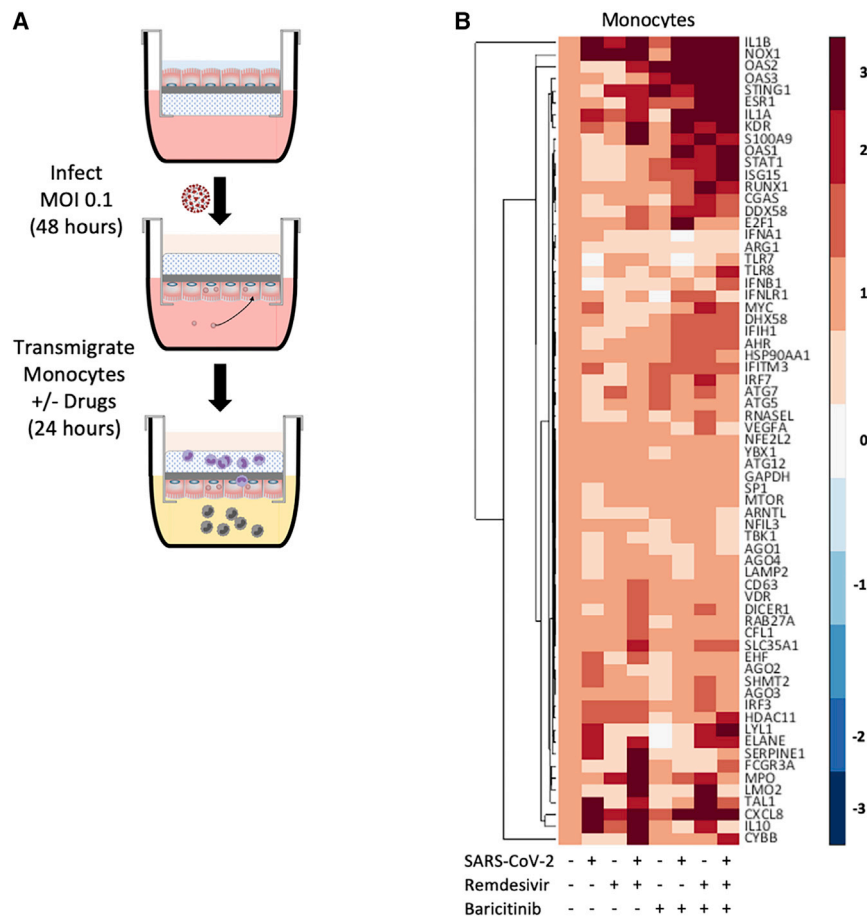 A
Infect
MOI 0.1
(48 hours)
Transmigrate
Monocytes
+/- Drugs
(24 hours)
B
Monocytes
IL1B
NOX1
OAS2
OAS3
STING1
ESR1
IL1A
KDR
S100A9
OAS1
STAT1
ISG15
RUNX1
CGAS
DDX58
E2F1
IFNA1
ARG1
TLR7
TLR8
IFNB1
IFNLR1
MYC
DHX58
IFIH1
AHR
HSP90AA1
IFITM3
IRF7
ATG7
ATG5
RNASEL
VEGFA
NFE2L2
YBX1
ATG12
GAPDH
SP1
MTOR
ARNTL
NFIL3
TBK1
AGO1
AGO4
LAMP2
CD63
VDR
DICER1
RAB27A
CFL1
SLC35A1
EHF
AGO2
SHMT2
AGO3
IRF3
HDAC11
LYL1
ELANE
SERPINE1
FCGR3A
MPO
LMO2
TAL1
CXCL8
IL10
CYBB
3
2
1
0
-1
-2
-3
SARS-CoV-2 - + - + - + - +
Remdesivir - - + + - - + +
Baricitinib - - - - + + + +